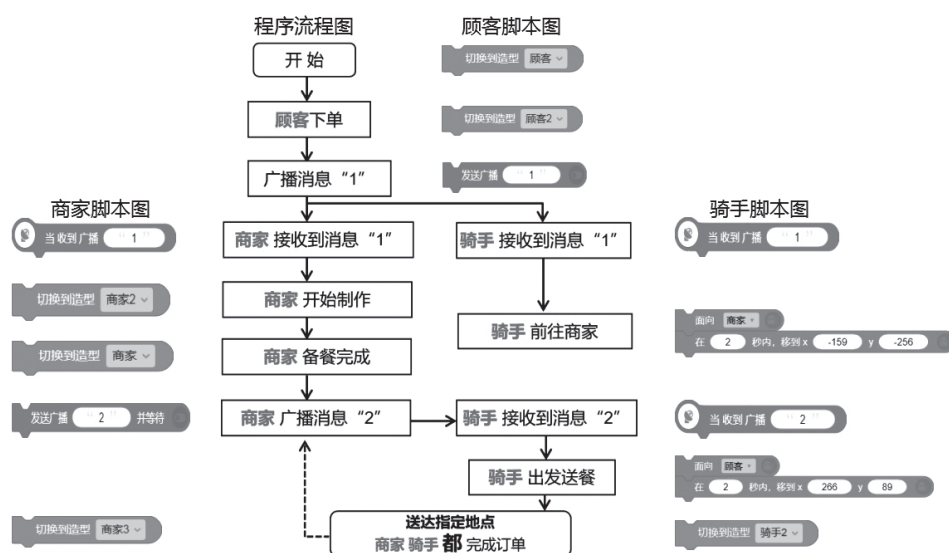 程序流程图
顾客脚本图
开 始
切换到造型 顾客
顾客下单
切换到造型 顾客2
广播消息“1”
发送广播 “1”
商家脚本图
骑手脚本图
当收到广播 “1”
商家 接收到消息“1”
骑手 接收到消息“1”
当收到广播 “1”
切换到造型 商家2
商家 开始制作
骑手 前往商家
面向 商家
在 2 秒内，移到 x -159 y -256
切换到造型 商家
商家 备餐完成
发送广播 “2” 并等待
商家 广播消息“2”
骑手 接收到消息“2”
当收到广播 “2”
骑手 出发送餐
面向 顾客
在 2 秒内，移到 x 266 y 89
切换到造型 商家3
送达指定地点
商家 骑手 都 完成订单
切换到造型 骑手2